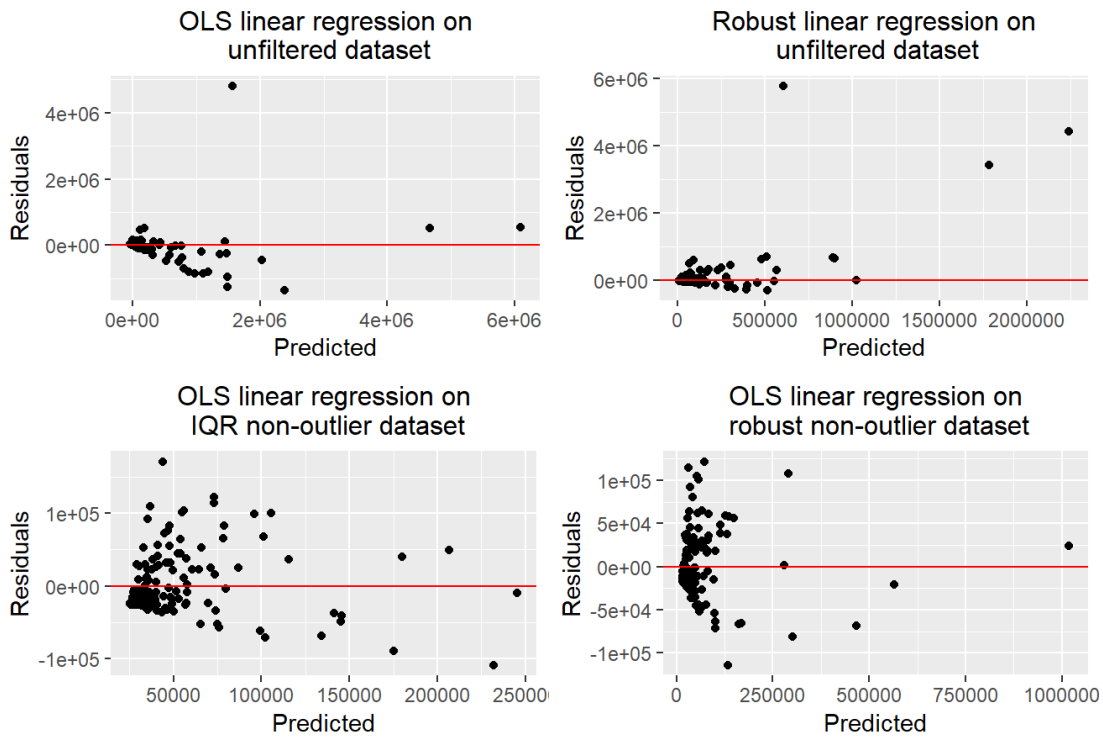 OLS linear regression on
unfiltered dataset
Residuals
4e+06
2e+06
0e+00
0e+00 2e+06 4e+06 6e+06
Predicted
Robust linear regression on
unfiltered dataset
Residuals
6e+06
4e+06
2e+06
0e+00
0 500000 1000000 1500000 2000000
Predicted
OLS linear regression on
IQR non-outlier dataset
Residuals
1e+05
0e+00
-1e+05
50000 100000 150000 200000 25000
Predicted
OLS linear regression on
robust non-outlier dataset
Residuals
1e+05
5e+04
0e+00
-5e+04
-1e+05
0 250000 500000 750000 1000000
Predicted